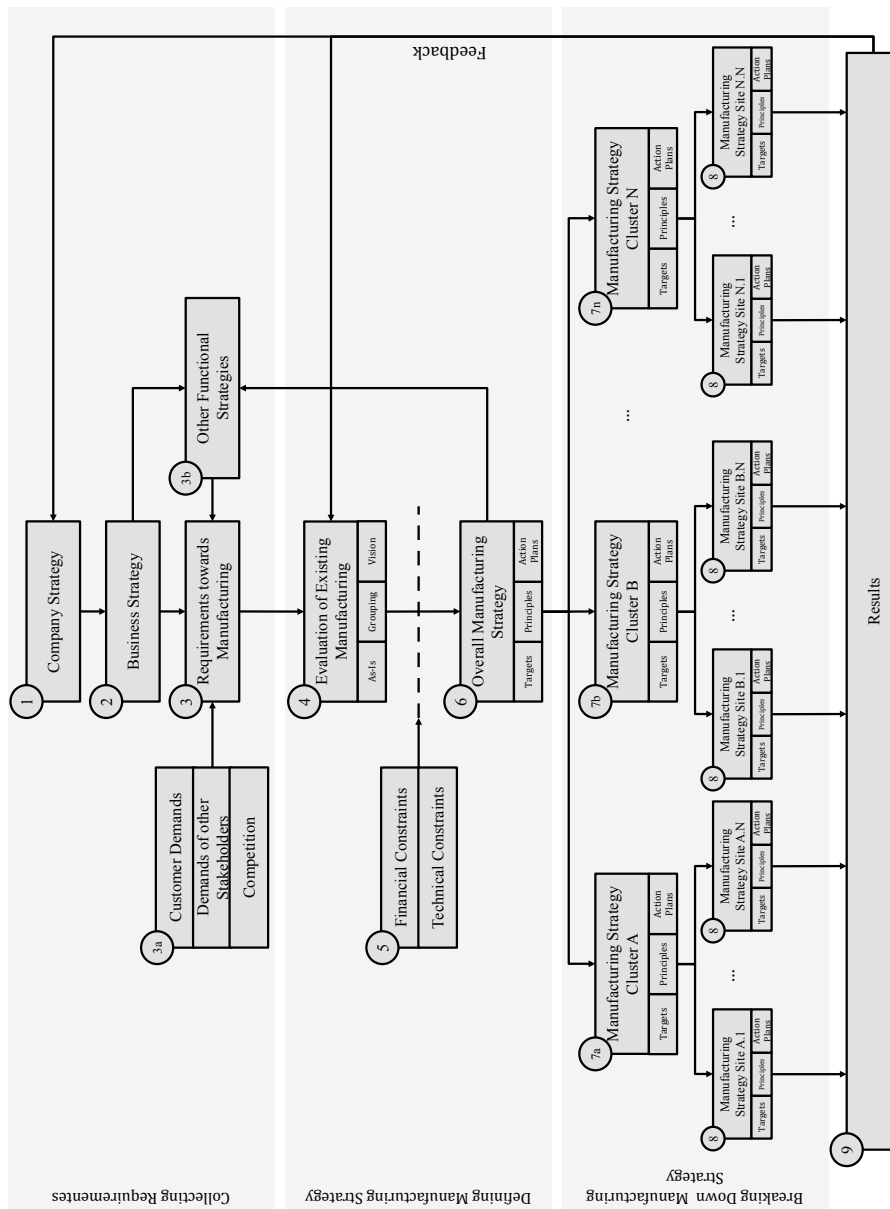 Collecting Requirementes
1
Company Strategy
2
Business Strategy
3a
Customer Demands
Demands of other
Stakeholders
Competition
3
Requirements towards
Manufacturing
3b
Other Functional
Strategies
Feedback
Defining Manufacturing Strategy
4
Evaluation of Existing
Manufacturing
As-Is
Grouping
Vision
5
Financial Constraints
Technical Constraints
6
Overall Manufacturing
Strategy
Targets
Principles
Action
Plans
Breaking Down Manufacturing
Strategy
7a
Manufacturing Strategy
Cluster A
Targets
Principles
Action
Plans
7b
Manufacturing Strategy
Cluster B
Targets
Principles
Action
Plans
...
7n
Manufacturing Strategy
Cluster N
Targets
Principles
Action
Plans
8
Manufacturing
Strategy Site A.1
Targets
Principles
Action
Plans
...
8
Manufacturing
Strategy Site A.N
Targets
Principles
Action
Plans
8
Manufacturing
Strategy Site B.1
Targets
Principles
Action
Plans
...
8
Manufacturing
Strategy Site B.N
Targets
Principles
Action
Plans
8
Manufacturing
Strategy Site N.1
Targets
Principles
Action
Plans
...
8
Manufacturing
Strategy Site N.N
Targets
Principles
Action
Plans
9
Results